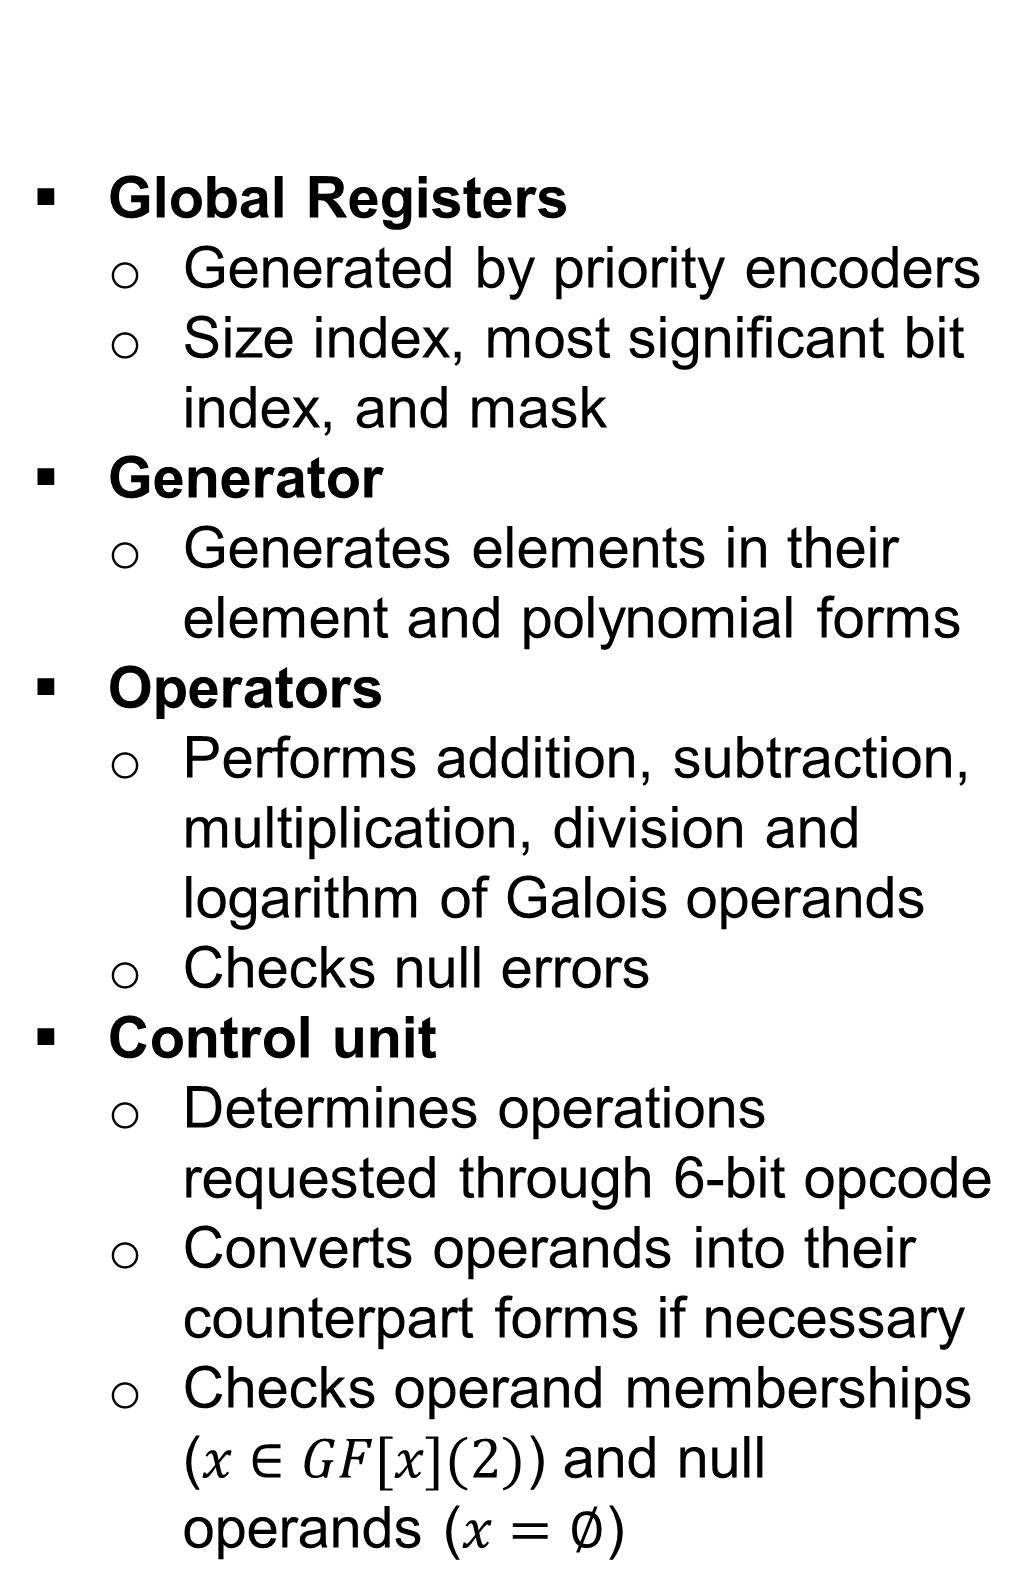 ▪ Global Registers
o Generated by priority encoders
o Size index, most significant bit
index, and mask
▪ Generator
o Generates elements in their
element and polynomial forms
▪ Operators
o Performs addition, subtraction,
multiplication, division and
logarithm of Galois operands
o Checks null errors
▪ Control unit
o Determines operations
requested through 6-bit opcode
o Converts operands into their
counterpart forms if necessary
o Checks operand memberships
(x ∈ GF[x](2)) and null
operands (x = ∅)